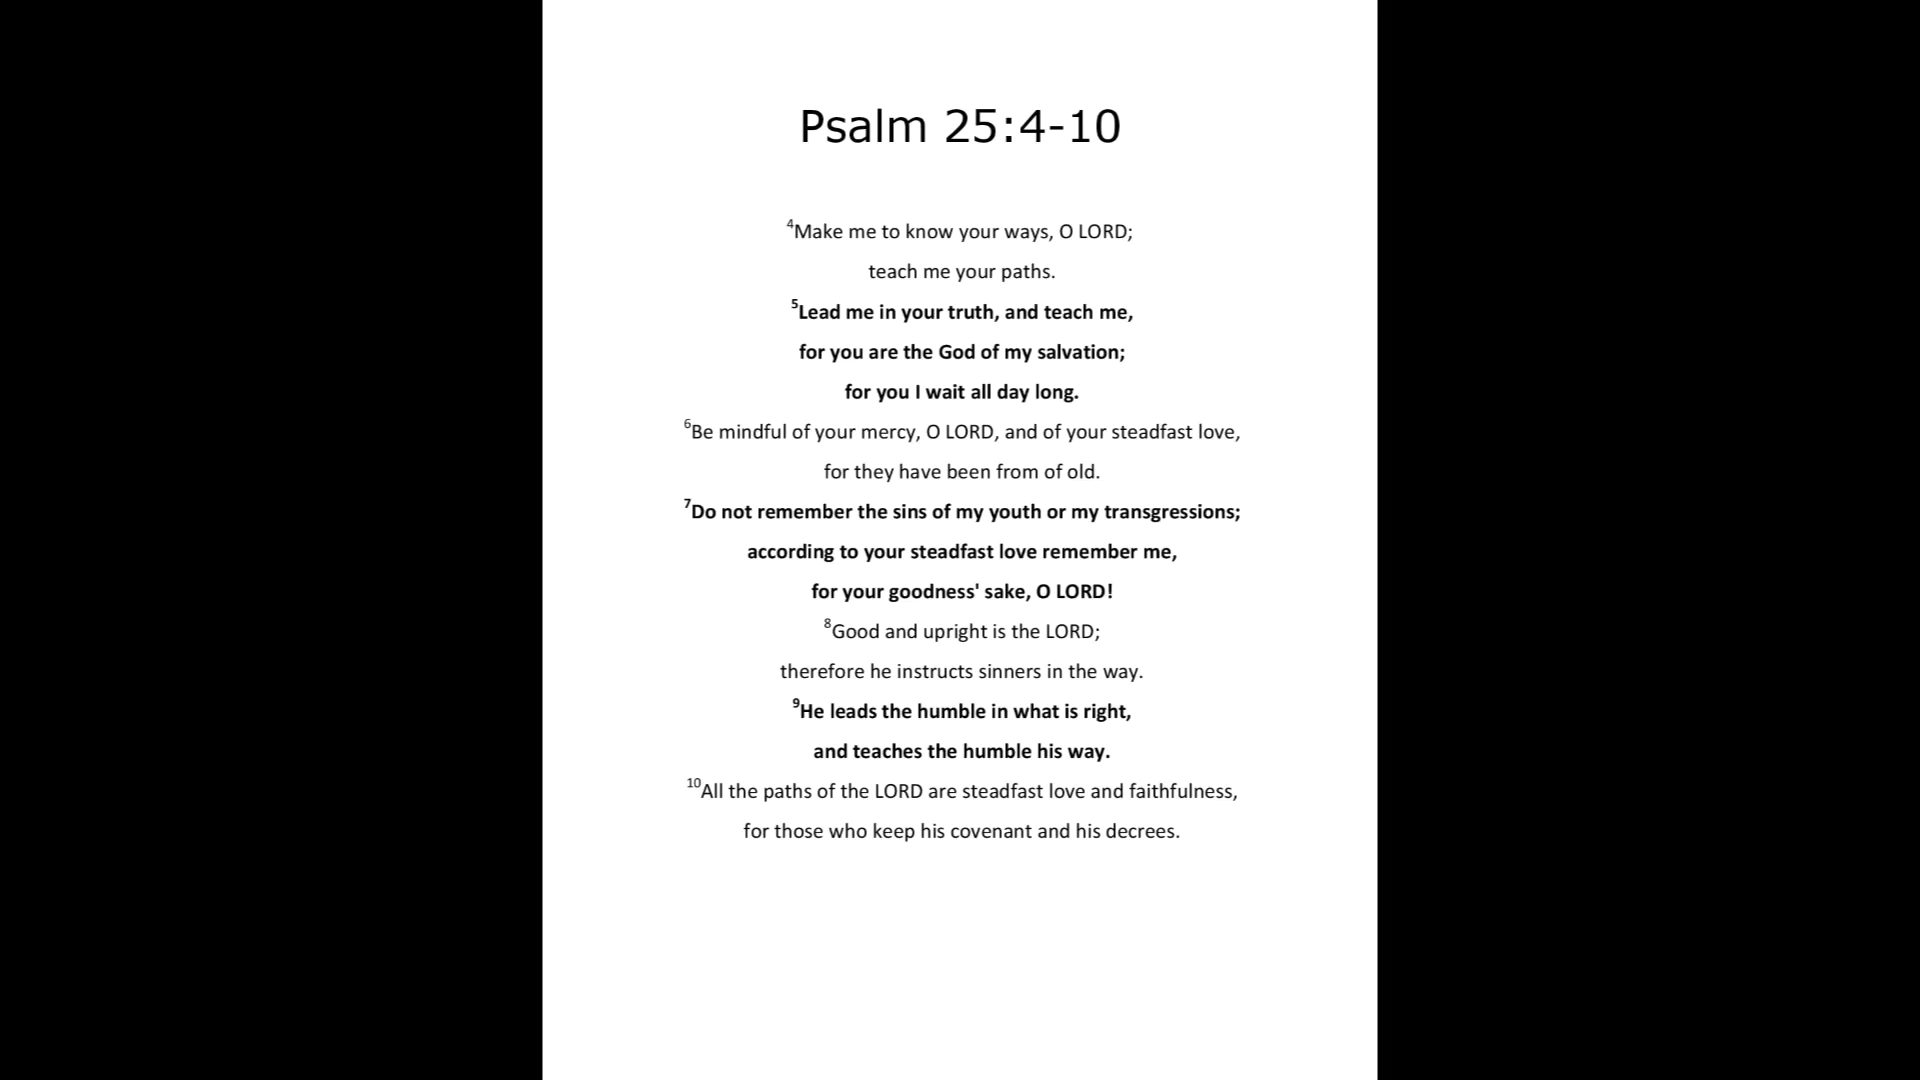 Psalm 25:4-10
4Make me to know your ways, O LORD;
teach me your paths.
5Lead me in your truth, and teach me,
for you are the God of my salvation;
for you I wait all day long.
6Be mindful of your mercy, O LORD, and of your steadfast love,
for they have been from of old.
7Do not remember the sins of my youth or my transgressions;
according to your steadfast love remember me,
for your goodness' sake, O LORD!
8Good and upright is the LORD;
therefore he instructs sinners in the way.
9He leads the humble in what is right,
and teaches the humble his way.
10All the paths of the LORD are steadfast love and faithfulness,
for those who keep his covenant and his decrees.